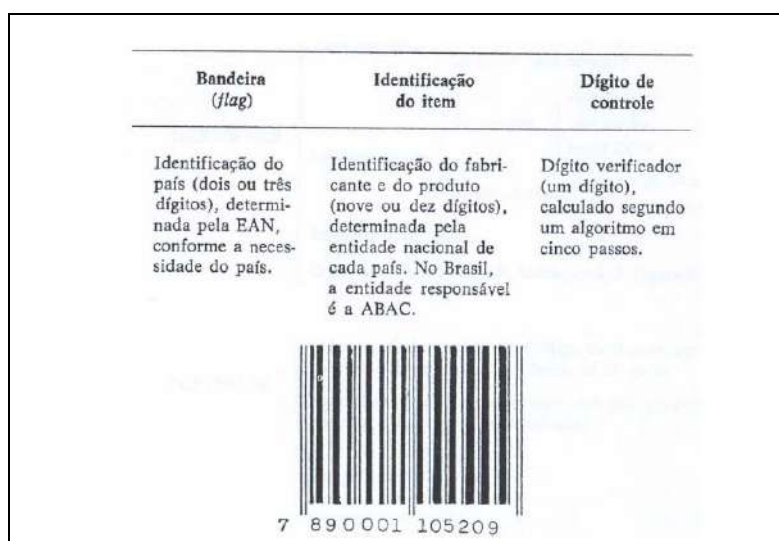 Bandeira
(flag)
Identificação
do item
Dígito de
controle
Identificação do
país (dois ou três
dígitos), determi-
nada pela EAN,
conforme a neces-
sidade do país.
Identificação do fabri-
cante e do produto
(nove ou dez dígitos),
determinada pela
entidade nacional de
cada país. No Brasil,
a entidade responsável
é a ABAC.
Dígito verificador
(um dígito),
calculado segundo
um algoritmo em
cinco passos.
7 890001 105209